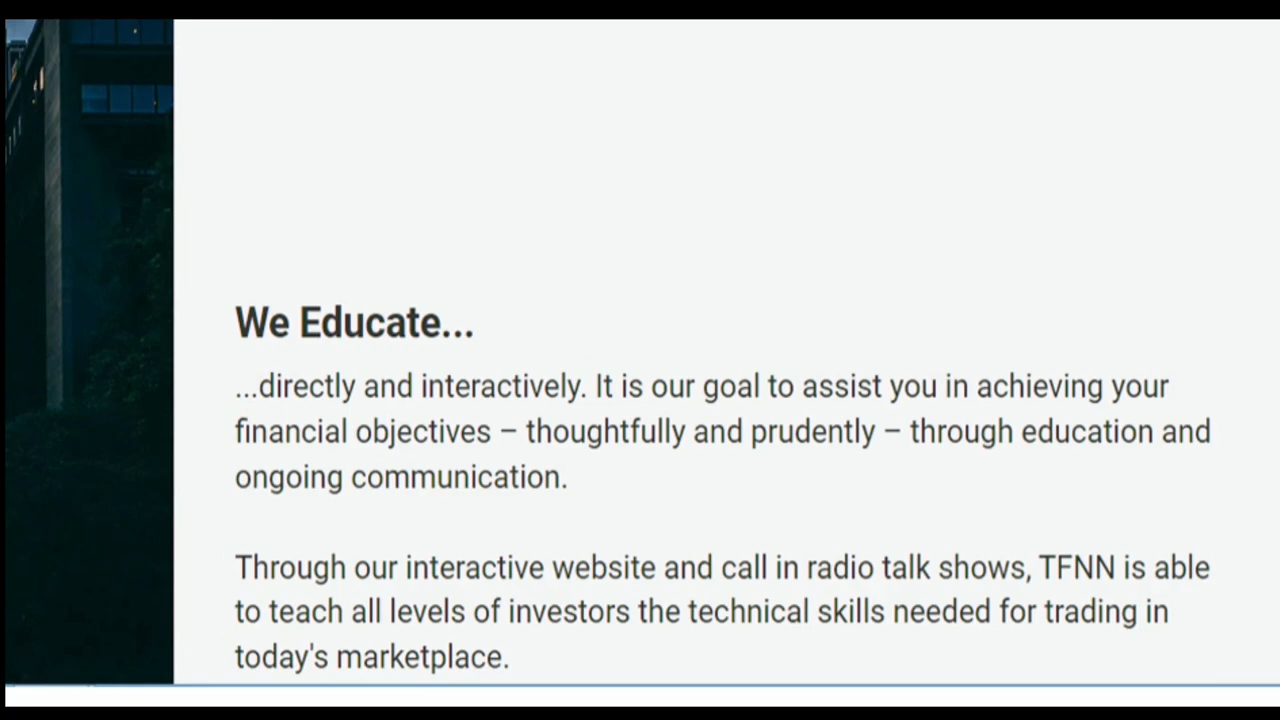 We Educate...
...directly and interactively. It is our goal to assist you in achieving your
financial objectives – thoughtfully and prudently – through education and
ongoing communication.
Through our interactive website and call in radio talk shows, TFNN is able
to teach all levels of investors the technical skills needed for trading in
today's marketplace.